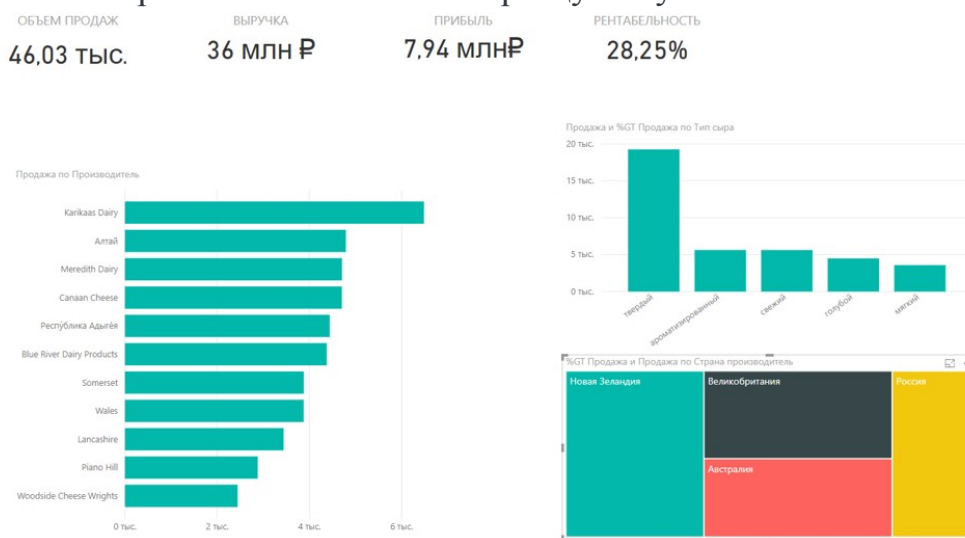 ОБЪЕМ ПРОДАЖ
46,03 тыс.
ВЫРУЧКА
36 млн ₽
ПРИБЫЛЬ
7,94 млн₽
РЕНТАБЕЛЬНОСТЬ
28,25%
Продажа по Производитель
Karikaas Dairy
Алтай
Meredith Dairy
Canaan Cheese
Республика Адыгея
Blue River Dairy Products
Somerset
Wales
Lancashire
Piano Hill
Woodside Cheese Wrights
0 тыс.
2 тыс.
4 тыс.
6 тыс.
Продажа и %GT Продажа по Тип сыра
20 тыс.
15 тыс.
10 тыс.
5 тыс.
0 тыс.
твердый
ароматизированный
свежий
голубой
мягкий
%GT Продажа и Продажа по Страна производитель
Новая Зеландия
Великобритания
Австралия
Россия